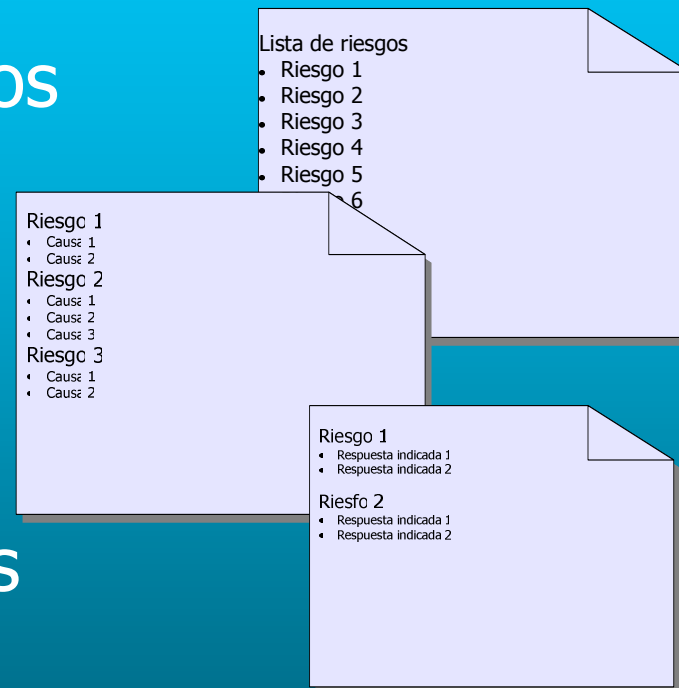 os
Lista de riesgos
• Riesgo 1
• Riesgo 2
• Riesgo 3
• Riesgo 4
• Riesgo 5
6
Riesgo 1
• Causa 1
• Causa 2
Riesgo 2
• Causa 1
• Causa 2
• Causa 3
Riesgo 3
• Causa 1
• Causa 2
Riesgo 1
• Respuesta indicada 1
• Respuesta indicada 2
Riesfo 2
• Respuesta indicada 1
• Respuesta indicada 2
s